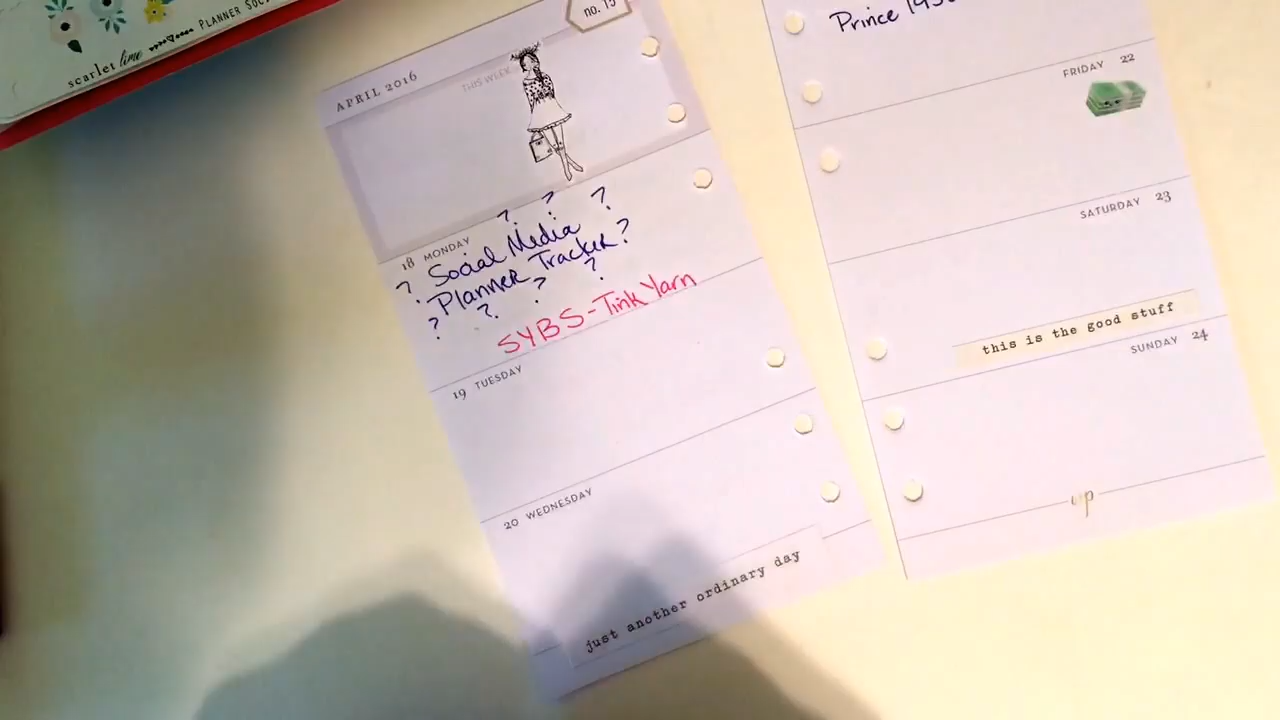 scarlet lime
PLANNER
no. 15
APRIL 2016
THIS WEEK
? ? ?
18 MONDAY
? Social Media
Planner Tracker?
? ? ? ?
SYBS-Tink Yarn
19 TUESDAY
20 WEDNESDAY
just another ordinary day
Prince
FRIDAY 22
SATURDAY 23
this is the good stuff
SUNDAY 24